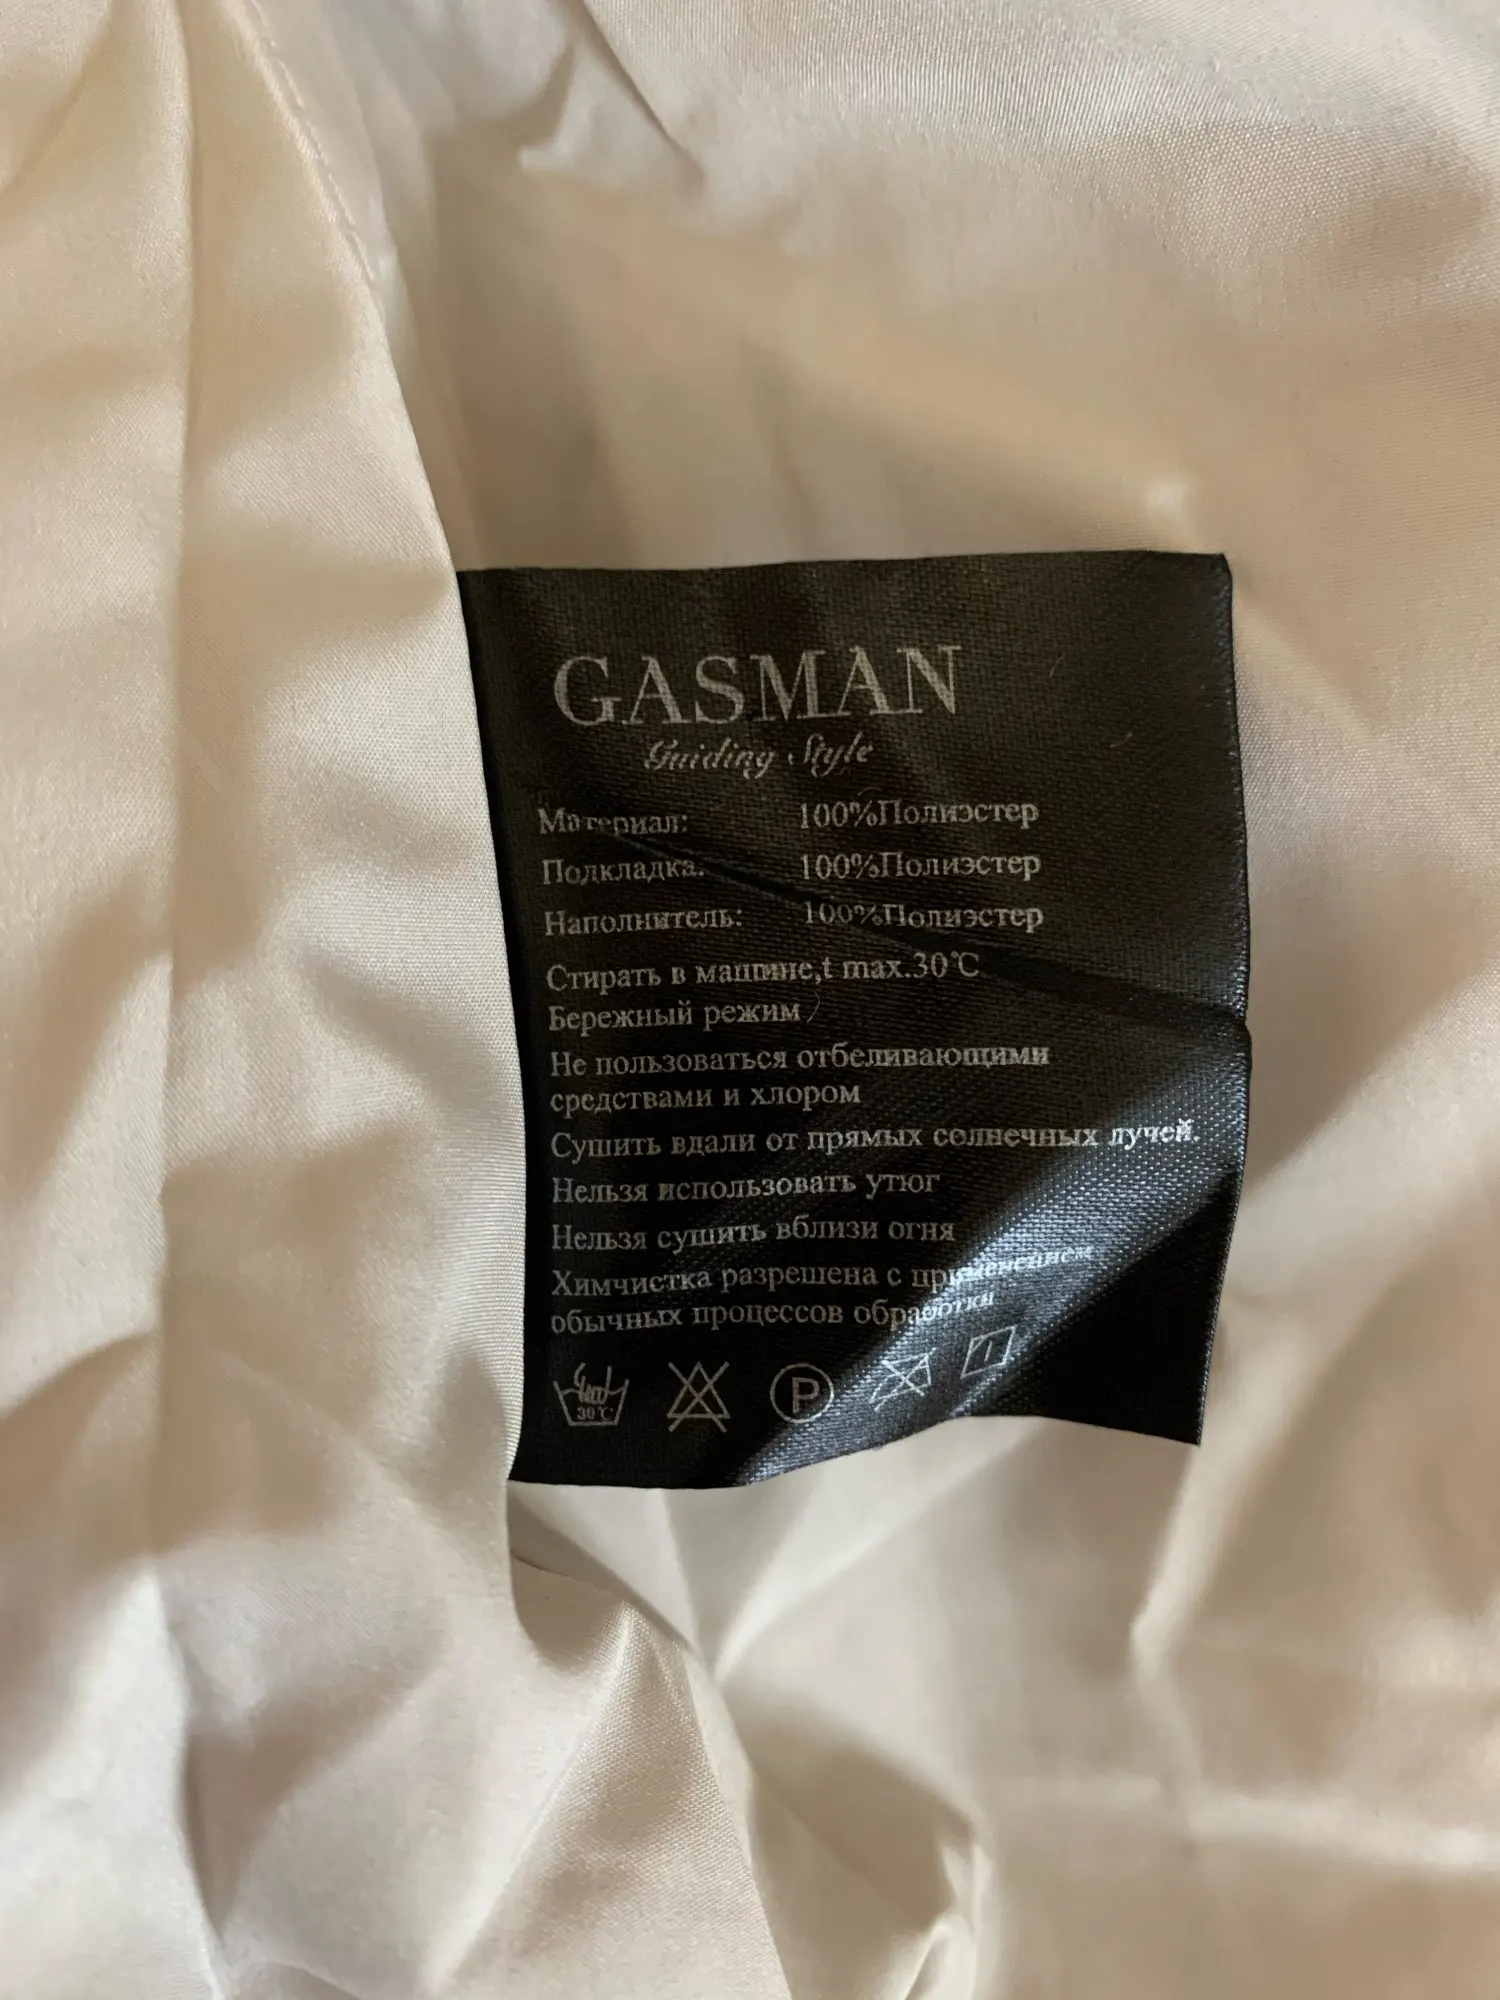 GASMAN
Guiding Style
Материал: 100%Полиэстер
Подкладка: 100%Полиэстер
Наполнитель: 100%Полиэстер
Стирать в машине,t max.30℃
Бережный режим
Не пользоваться отбеливающими
средствами и хлором
Сушить вдали от прямых солнечных лучей.
Нельзя использовать утюг
Нельзя сушить вблизи огня
Химчистка разрешена с применением
обычных процессов обработки
30℃ P